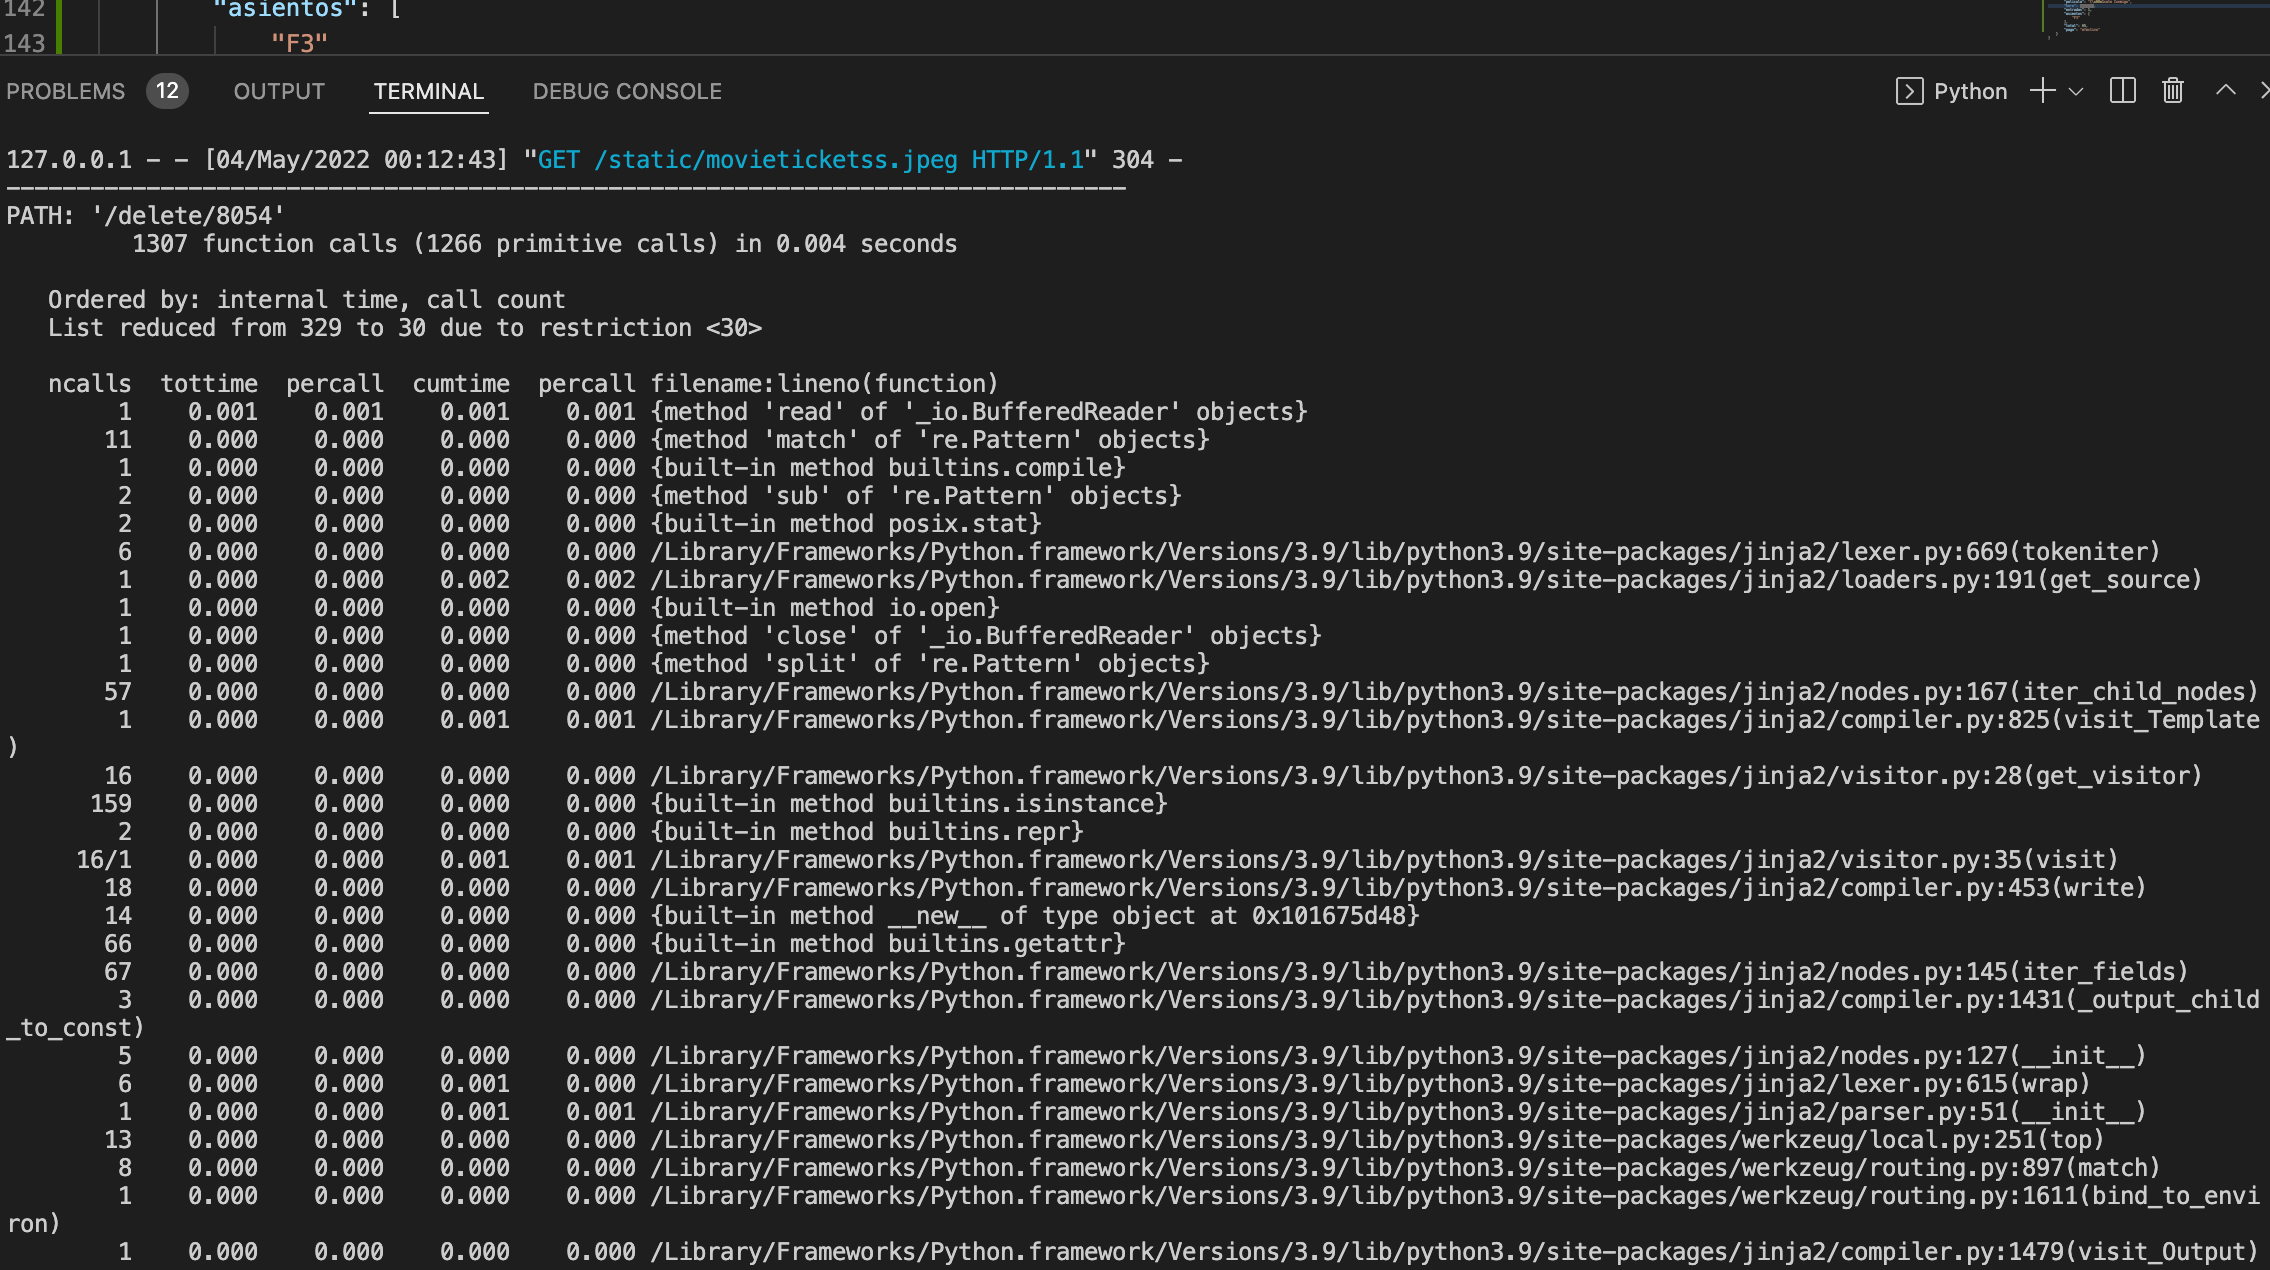 142 "asientos": [
143 "F3"
PROBLEMS 12 OUTPUT TERMINAL DEBUG CONSOLE Python
127.0.0.1 - - [04/May/2022 00:12:43] "GET /static/movieticketss.jpeg HTTP/1.1" 304 -
--------------------------------------------------------------------------------
PATH: '/delete/8054'
1307 function calls (1266 primitive calls) in 0.004 seconds
Ordered by: internal time, call count
List reduced from 329 to 30 due to restriction <30>
ncalls tottime percall cumtime percall filename:lineno(function)
1 0.001 0.001 0.001 0.001 {method 'read' of '_io.BufferedReader' objects}
11 0.000 0.000 0.000 0.000 {method 'match' of 're.Pattern' objects}
1 0.000 0.000 0.000 0.000 {built-in method builtins.compile}
2 0.000 0.000 0.000 0.000 {method 'sub' of 're.Pattern' objects}
2 0.000 0.000 0.000 0.000 {built-in method posix.stat}
6 0.000 0.000 0.000 0.000 /Library/Frameworks/Python.framework/Versions/3.9/lib/python3.9/site-packages/jinja2/lexer.py:669(tokeniter)
1 0.000 0.000 0.002 0.002 /Library/Frameworks/Python.framework/Versions/3.9/lib/python3.9/site-packages/jinja2/loaders.py:191(get_source)
1 0.000 0.000 0.000 0.000 {built-in method io.open}
1 0.000 0.000 0.000 0.000 {method 'close' of '_io.BufferedReader' objects}
1 0.000 0.000 0.000 0.000 {method 'split' of 're.Pattern' objects}
57 0.000 0.000 0.000 0.000 /Library/Frameworks/Python.framework/Versions/3.9/lib/python3.9/site-packages/jinja2/nodes.py:167(iter_child_nodes)
1 0.000 0.000 0.001 0.001 /Library/Frameworks/Python.framework/Versions/3.9/lib/python3.9/site-packages/jinja2/compiler.py:825(visit_Template
)
16 0.000 0.000 0.000 0.000 /Library/Frameworks/Python.framework/Versions/3.9/lib/python3.9/site-packages/jinja2/visitor.py:28(get_visitor)
159 0.000 0.000 0.000 0.000 {built-in method builtins.isinstance}
2 0.000 0.000 0.000 0.000 {built-in method builtins.repr}
16/1 0.000 0.000 0.001 0.001 /Library/Frameworks/Python.framework/Versions/3.9/lib/python3.9/site-packages/jinja2/visitor.py:35(visit)
18 0.000 0.000 0.000 0.000 /Library/Frameworks/Python.framework/Versions/3.9/lib/python3.9/site-packages/jinja2/compiler.py:453(write)
14 0.000 0.000 0.000 0.000 {built-in method __new__ of type object at 0x101675d48}
66 0.000 0.000 0.000 0.000 {built-in method builtins.getattr}
67 0.000 0.000 0.000 0.000 /Library/Frameworks/Python.framework/Versions/3.9/lib/python3.9/site-packages/jinja2/nodes.py:145(iter_fields)
3 0.000 0.000 0.000 0.000 /Library/Frameworks/Python.framework/Versions/3.9/lib/python3.9/site-packages/jinja2/compiler.py:1431(_output_child
_to_const)
5 0.000 0.000 0.000 0.000 /Library/Frameworks/Python.framework/Versions/3.9/lib/python3.9/site-packages/jinja2/nodes.py:127(__init__)
6 0.000 0.000 0.001 0.000 /Library/Frameworks/Python.framework/Versions/3.9/lib/python3.9/site-packages/jinja2/lexer.py:615(wrap)
1 0.000 0.000 0.001 0.001 /Library/Frameworks/Python.framework/Versions/3.9/lib/python3.9/site-packages/jinja2/parser.py:51(__init__)
13 0.000 0.000 0.000 0.000 /Library/Frameworks/Python.framework/Versions/3.9/lib/python3.9/site-packages/werkzeug/local.py:251(top)
8 0.000 0.000 0.000 0.000 /Library/Frameworks/Python.framework/Versions/3.9/lib/python3.9/site-packages/werkzeug/routing.py:897(match)
1 0.000 0.000 0.000 0.000 /Library/Frameworks/Python.framework/Versions/3.9/lib/python3.9/site-packages/werkzeug/routing.py:1611(bind_to_envi
ron)
1 0.000 0.000 0.000 0.000 /Library/Frameworks/Python.framework/Versions/3.9/lib/python3.9/site-packages/jinja2/compiler.py:1479(visit_Output)